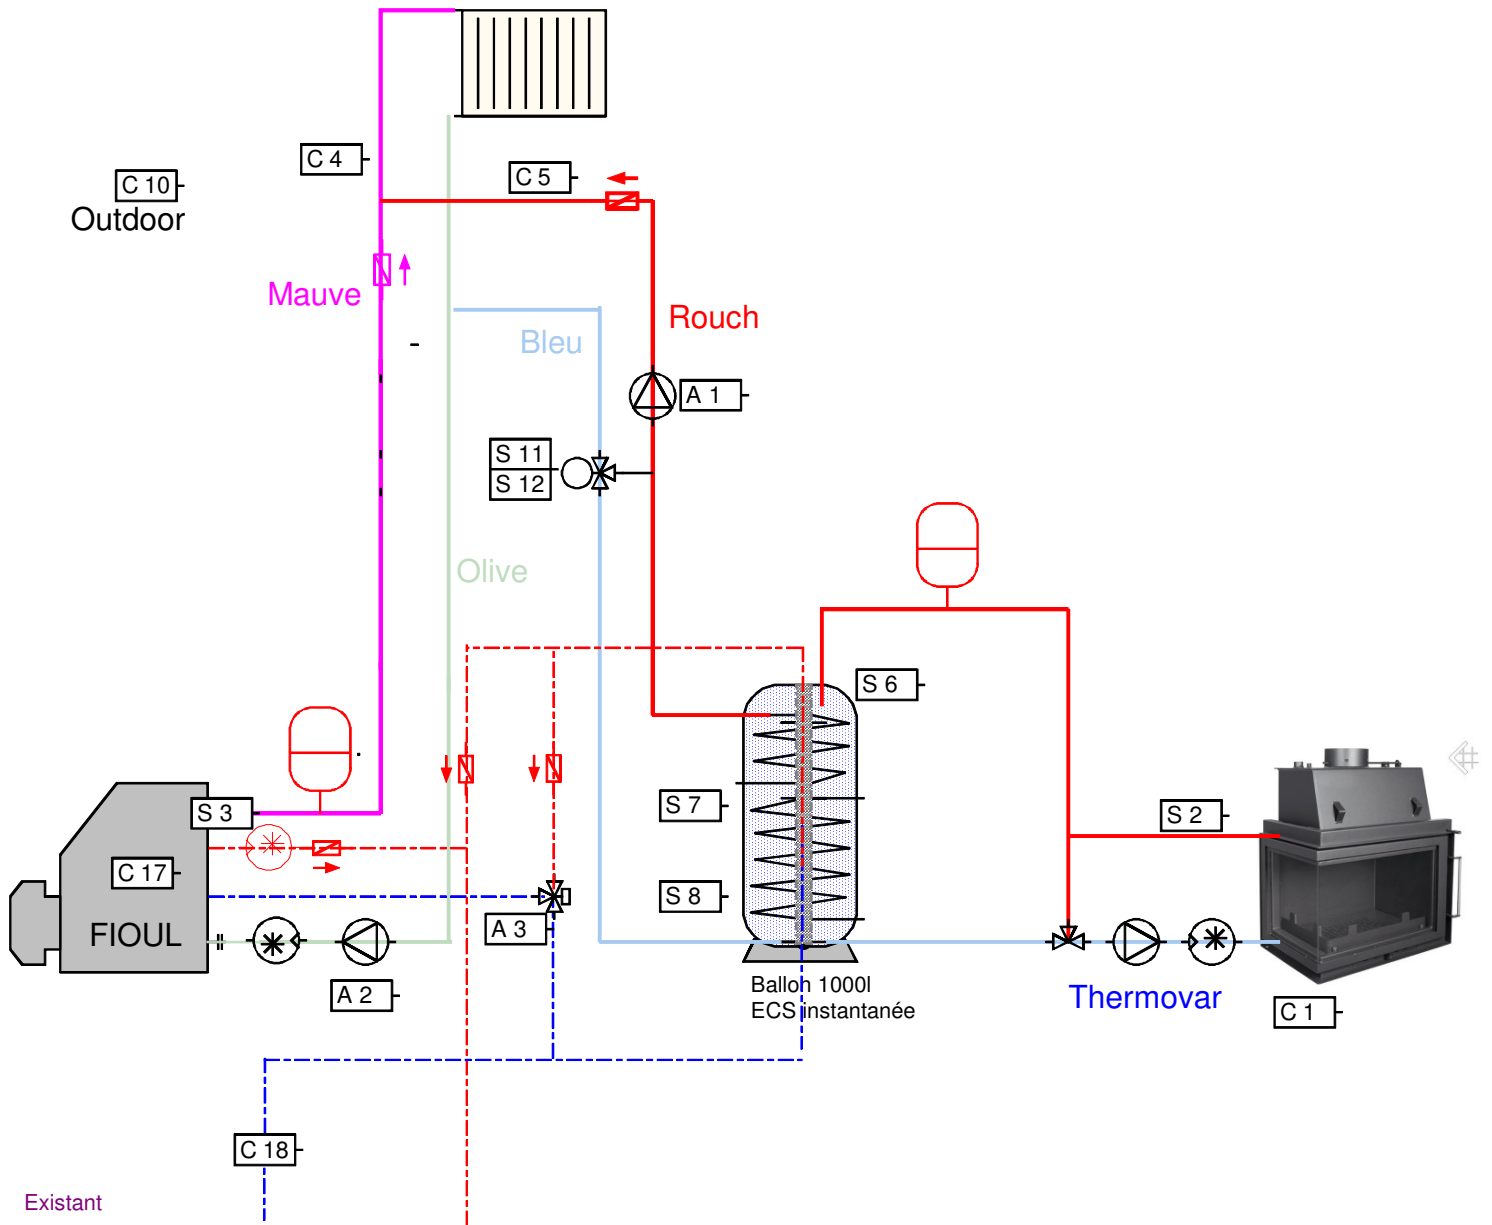 C 4
C 5
C 10
Outdoor
Mauve
Rouch
Bleu
A 1
S 11
S 12
Olive
S 6
S 3
S 7
S 2
C 17
S 8
FIOUL
A 3
A 2
Ballon 1000l
ECS instantanée
Thermovar
C 1
C 18
Existant